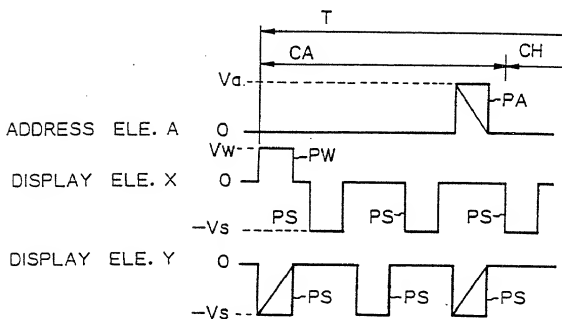 T
CA CH
Va
PA
ADDRESS ELE. A 0
Vw PW
DISPLAY ELE. X 0
PS PS PS
-Vs
DISPLAY ELE. Y 0
PS PS PS
-Vs